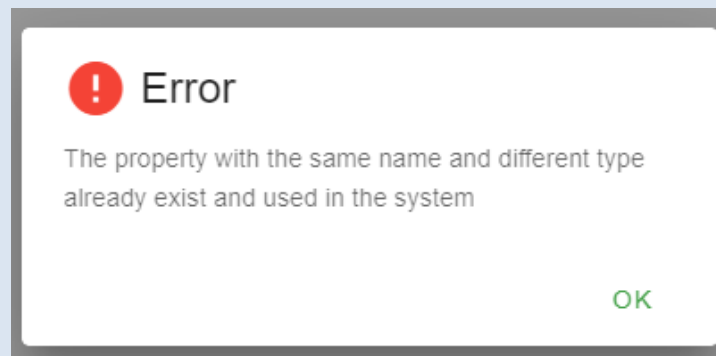 Error
The property with the same name and different type
already exist and used in the system
OK